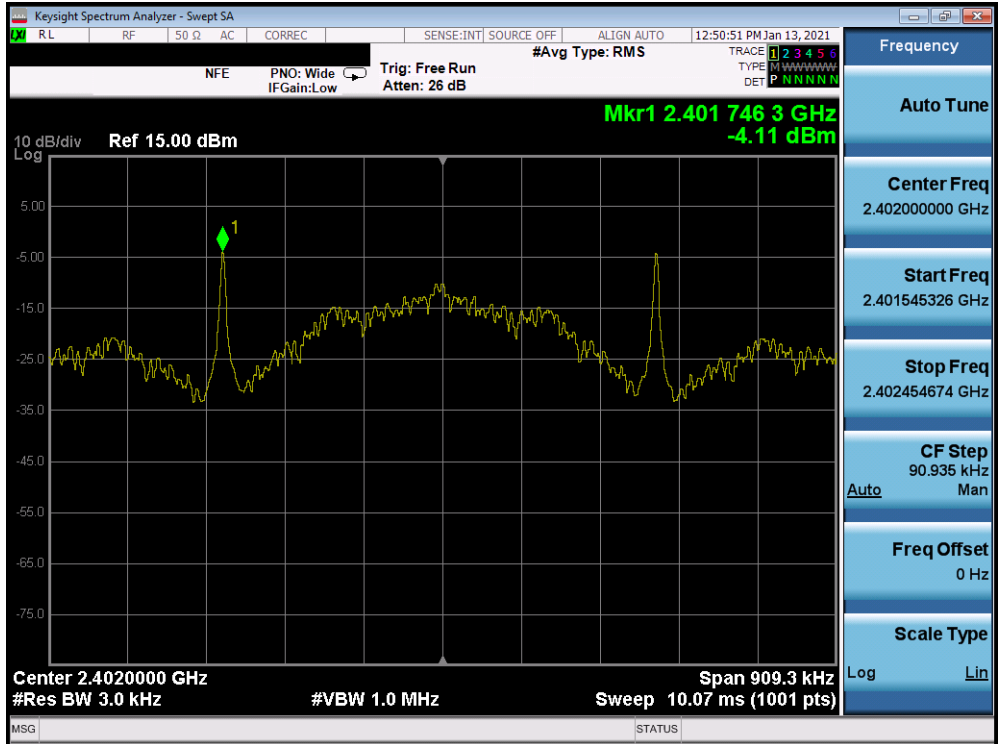 Keysight Spectrum Analyzer - Swept SA
LXI RL RF 50 Ω AC CORREC SENSE:INT SOURCE OFF ALIGN AUTO 12:50:51 PM Jan 13, 2021
NFE PNO: Wide Trig: Free Run #Avg Type: RMS TRACE 1 2 3 4 5 6
IFGain:Low Atten: 26 dB TYPE M W W W W W
DET P N N N N N
Mkr1 2.401 746 3 GHz
-4.11 dBm
10 dB/div Ref 15.00 dBm
Log
5.00
1
-5.00
-15.0
-25.0
-35.0
-45.0
-55.0
-65.0
-75.0
Center 2.4020000 GHz Span 909.3 kHz
#Res BW 3.0 kHz #VBW 1.0 MHz Sweep 10.07 ms (1001 pts)
MSG STATUS
Frequency
Auto Tune
Center Freq
2.402000000 GHz
Start Freq
2.401545326 GHz
Stop Freq
2.402454674 GHz
CF Step
90.935 kHz
Auto Man
Freq Offset
0 Hz
Scale Type
Log Lin